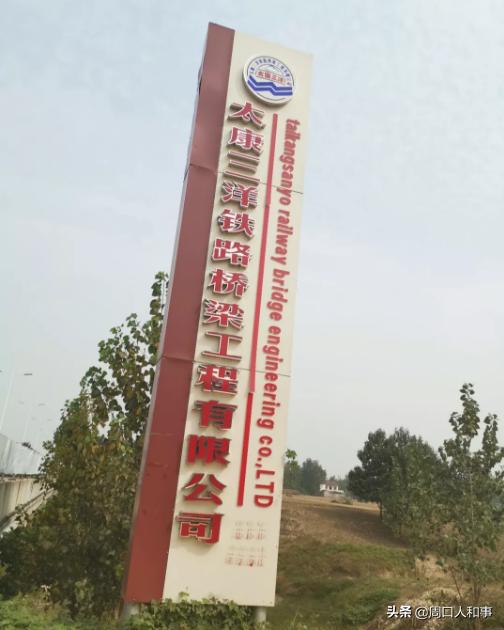 太康三洋铁路桥梁工程有限公司
taikangsanyo railway bridge engineering co.,LTD
头条 @周口人和事